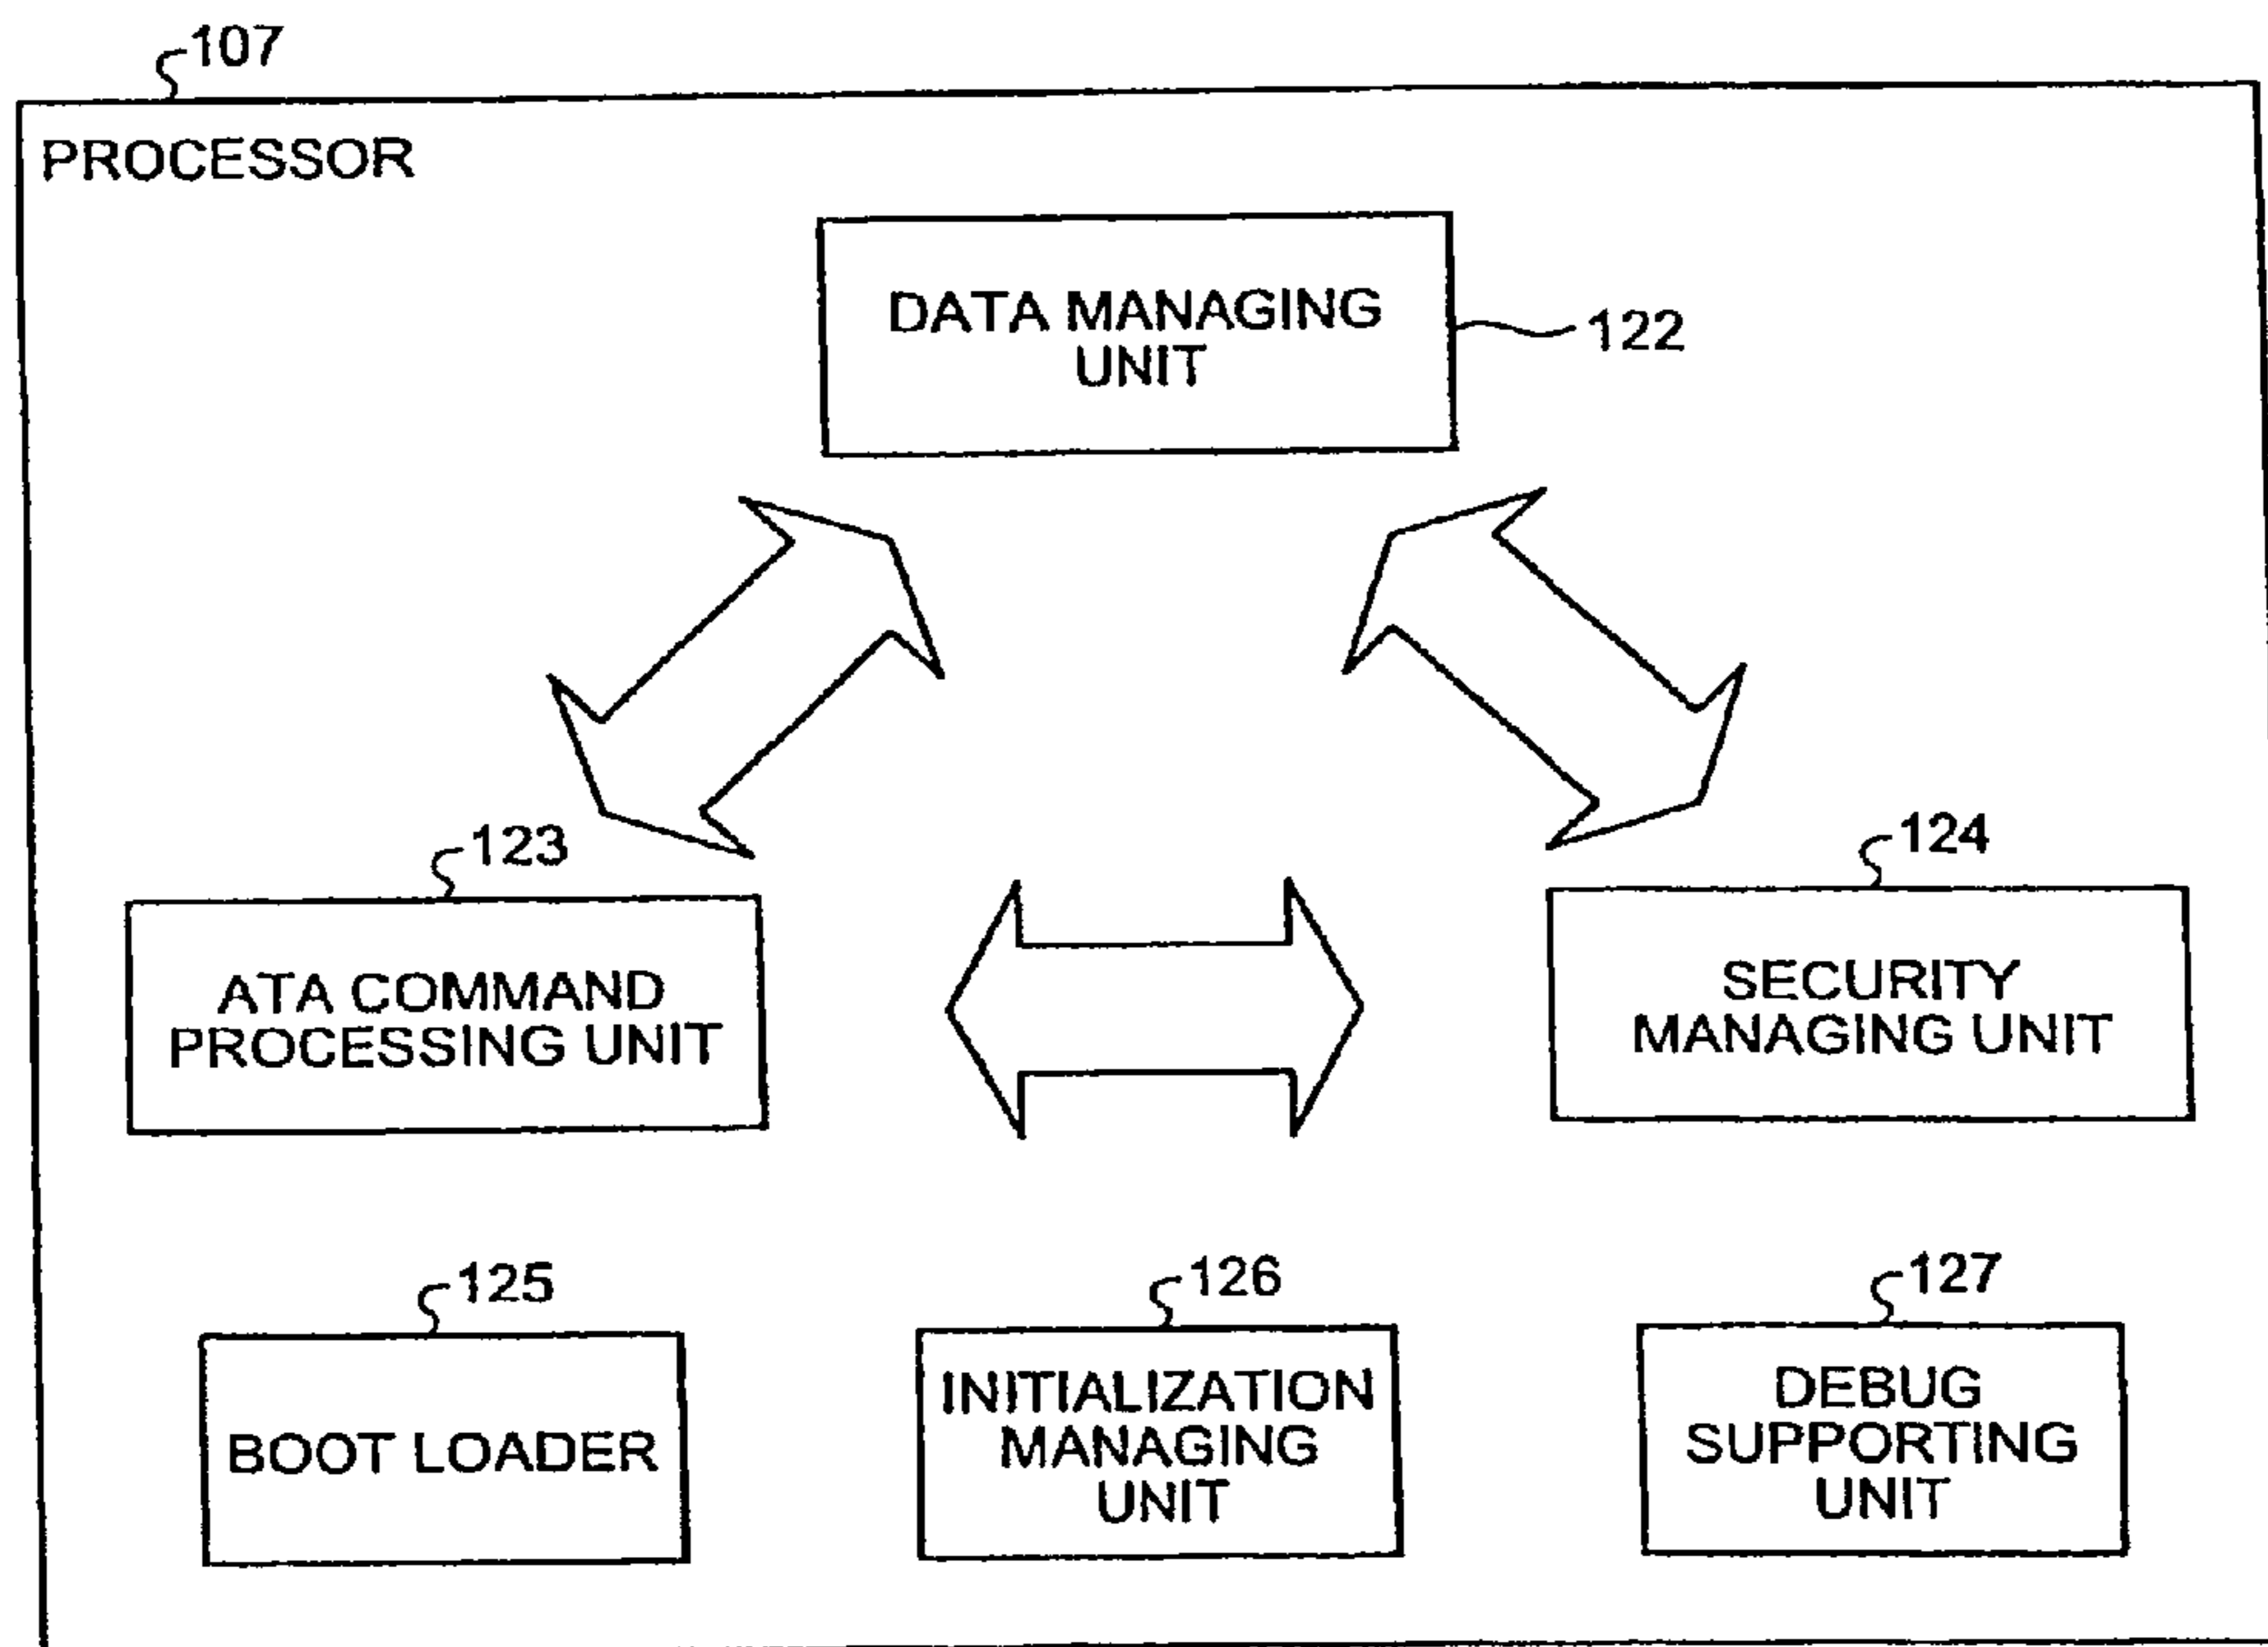 107
PROCESSOR
DATA MANAGING
UNIT
122
123
ATA COMMAND
PROCESSING UNIT
124
SECURITY
MANAGING UNIT
125
BOOT LOADER
126
INITIALIZATION
MANAGING
UNIT
127
DEBUG
SUPPORTING
UNIT